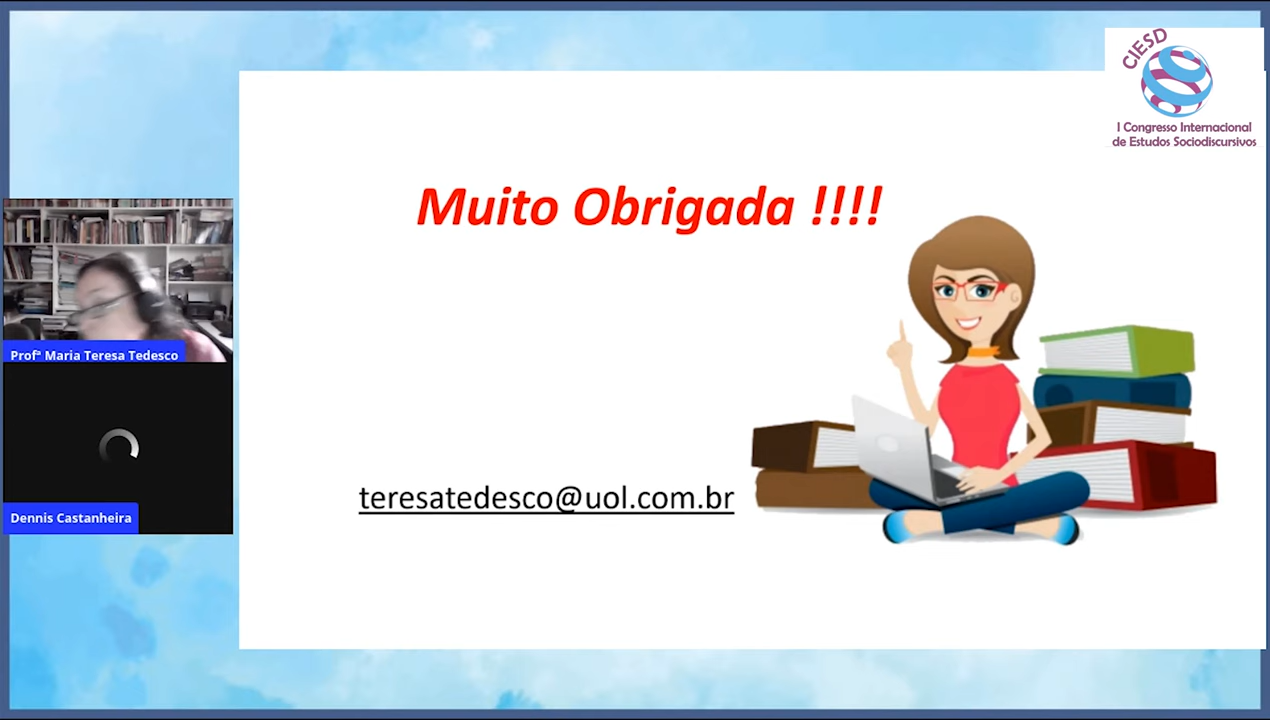 CIESD
I Congresso Internacional
de Estudos Sociodiscursivos
Muito Obrigada !!!!
Profª Maria Teresa Tedesco
teresatedesco@uol.com.br
Dennis Castanheira